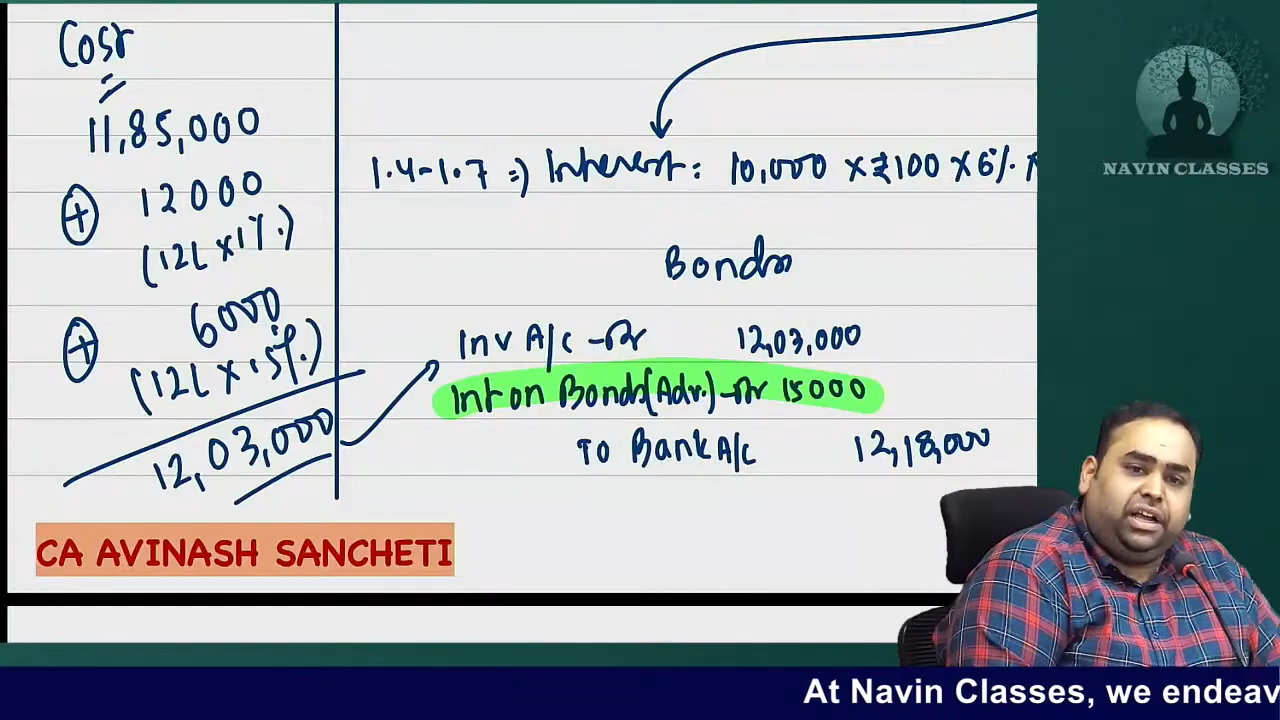 Cost
11,85,000
+ 12000
(12L x 1%.)
+ 6000
(12L x .5%.)
12,03,000
1.4-1.7 => Interest: 10,000 x ₹100 x 6%. x
Bonds
Inv A/c - Dr 12,03,000
Int on Bonds (Adv.) - Dr 15000
To Bank A/c 12,18,000
CA AVINASH SANCHETI
NAVIN CLASSES
At Navin Classes, we endeav